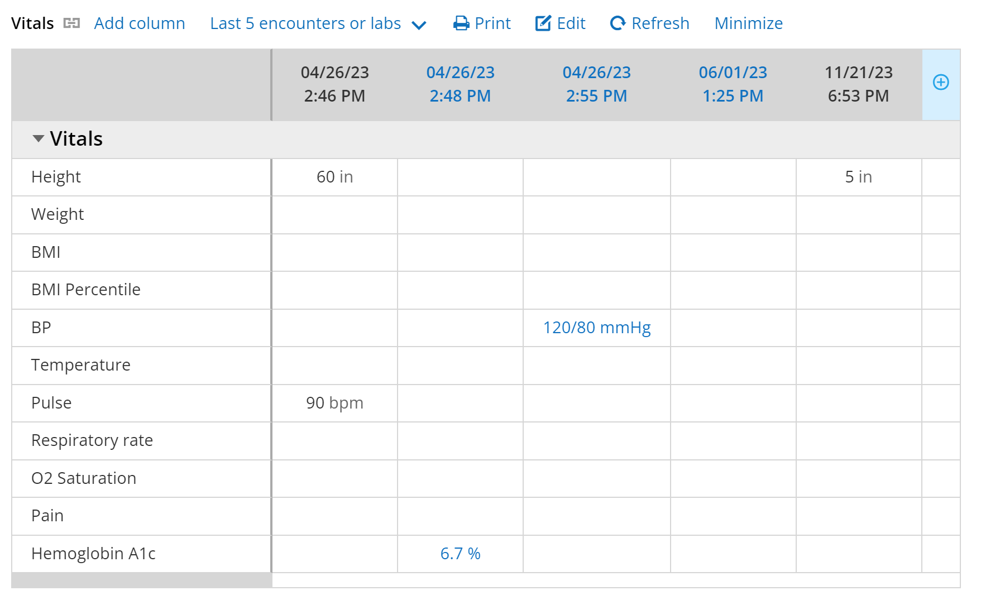 Vitals Add column Last 5 encounters or labs Print Edit Refresh Minimize
04/26/23 04/26/23 04/26/23 06/01/23 11/21/23
2:46 PM 2:48 PM 2:55 PM 1:25 PM 6:53 PM
Vitals
Height 60 in 5 in
Weight
BMI
BMI Percentile
BP 120/80 mmHg
Temperature
Pulse 90 bpm
Respiratory rate
O2 Saturation
Pain
Hemoglobin A1c 6.7 %